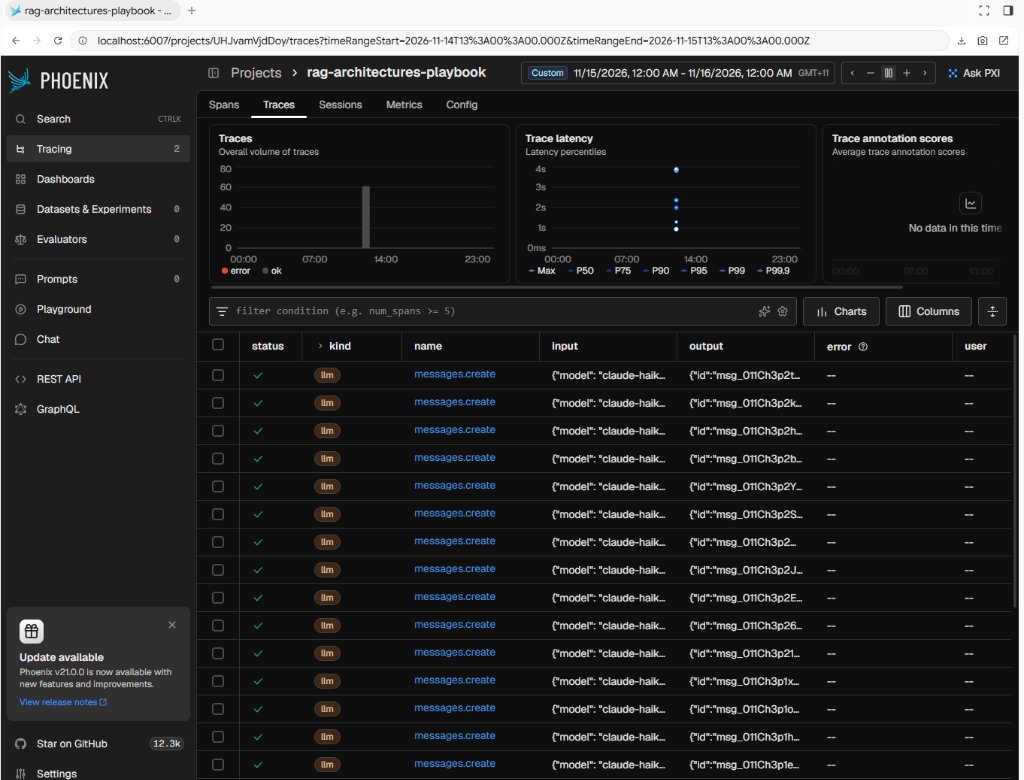 rag-architectures-playbook - ...
localhost:6007/projects/UHJvamVjdDoy/traces?timeRangeStart=2026-11-14T13%3A00%3A00.000Z&timeRangeEnd=2026-11-15T13%3A00%3A00.000Z
PHOENIX
Search CTRLK
Tracing 2
Dashboards
Datasets & Experiments 0
Evaluators 0
Prompts 0
Playground
Chat
REST API
GraphQL
Update available
Phoenix v21.0.0 is now available with
new features and improvements.
View release notes
Star on GitHub 12.3k
Settings
Projects > rag-architectures-playbook
Custom 11/15/2026, 12:00 AM - 11/16/2026, 12:00 AM GMT+11
Ask PXI
Spans Traces Sessions Metrics Config
Traces
Overall volume of traces
80
60
40
20
0
00:00 07:00 14:00 23:00
error ok
Trace latency
Latency percentiles
4s
3s
2s
1s
0ms
00:00 07:00 14:00 23:00
Max P50 P75 P90 P95 P99 P99.9
Trace annotation scores
Average trace annotation scores
No data in this time
00:00 07:00 13:00
filter condition (e.g. num_spans >= 5)
Charts
Columns
status > kind name input output error user
llm messages.create {"model": "claude-haik... {"id":"msg_011Ch3p2t... -- --
llm messages.create {"model": "claude-haik... {"id":"msg_011Ch3p2k... -- --
llm messages.create {"model": "claude-haik... {"id":"msg_011Ch3p2h... -- --
llm messages.create {"model": "claude-haik... {"id":"msg_011Ch3p2b... -- --
llm messages.create {"model": "claude-haik... {"id":"msg_011Ch3p2Y... -- --
llm messages.create {"model": "claude-haik... {"id":"msg_011Ch3p2S... -- --
llm messages.create {"model": "claude-haik... {"id":"msg_011Ch3p2... -- --
llm messages.create {"model": "claude-haik... {"id":"msg_011Ch3p2J... -- --
llm messages.create {"model": "claude-haik... {"id":"msg_011Ch3p2E... -- --
llm messages.create {"model": "claude-haik... {"id":"msg_011Ch3p26... -- --
llm messages.create {"model": "claude-haik... {"id":"msg_011Ch3p21... -- --
llm messages.create {"model": "claude-haik... {"id":"msg_011Ch3p1x... -- --
llm messages.create {"model": "claude-haik... {"id":"msg_011Ch3p1o... -- --
llm messages.create {"model": "claude-haik... {"id":"msg_011Ch3p1h... -- --
llm messages.create {"model": "claude-haik... {"id":"msg_011Ch3p1e... -- --